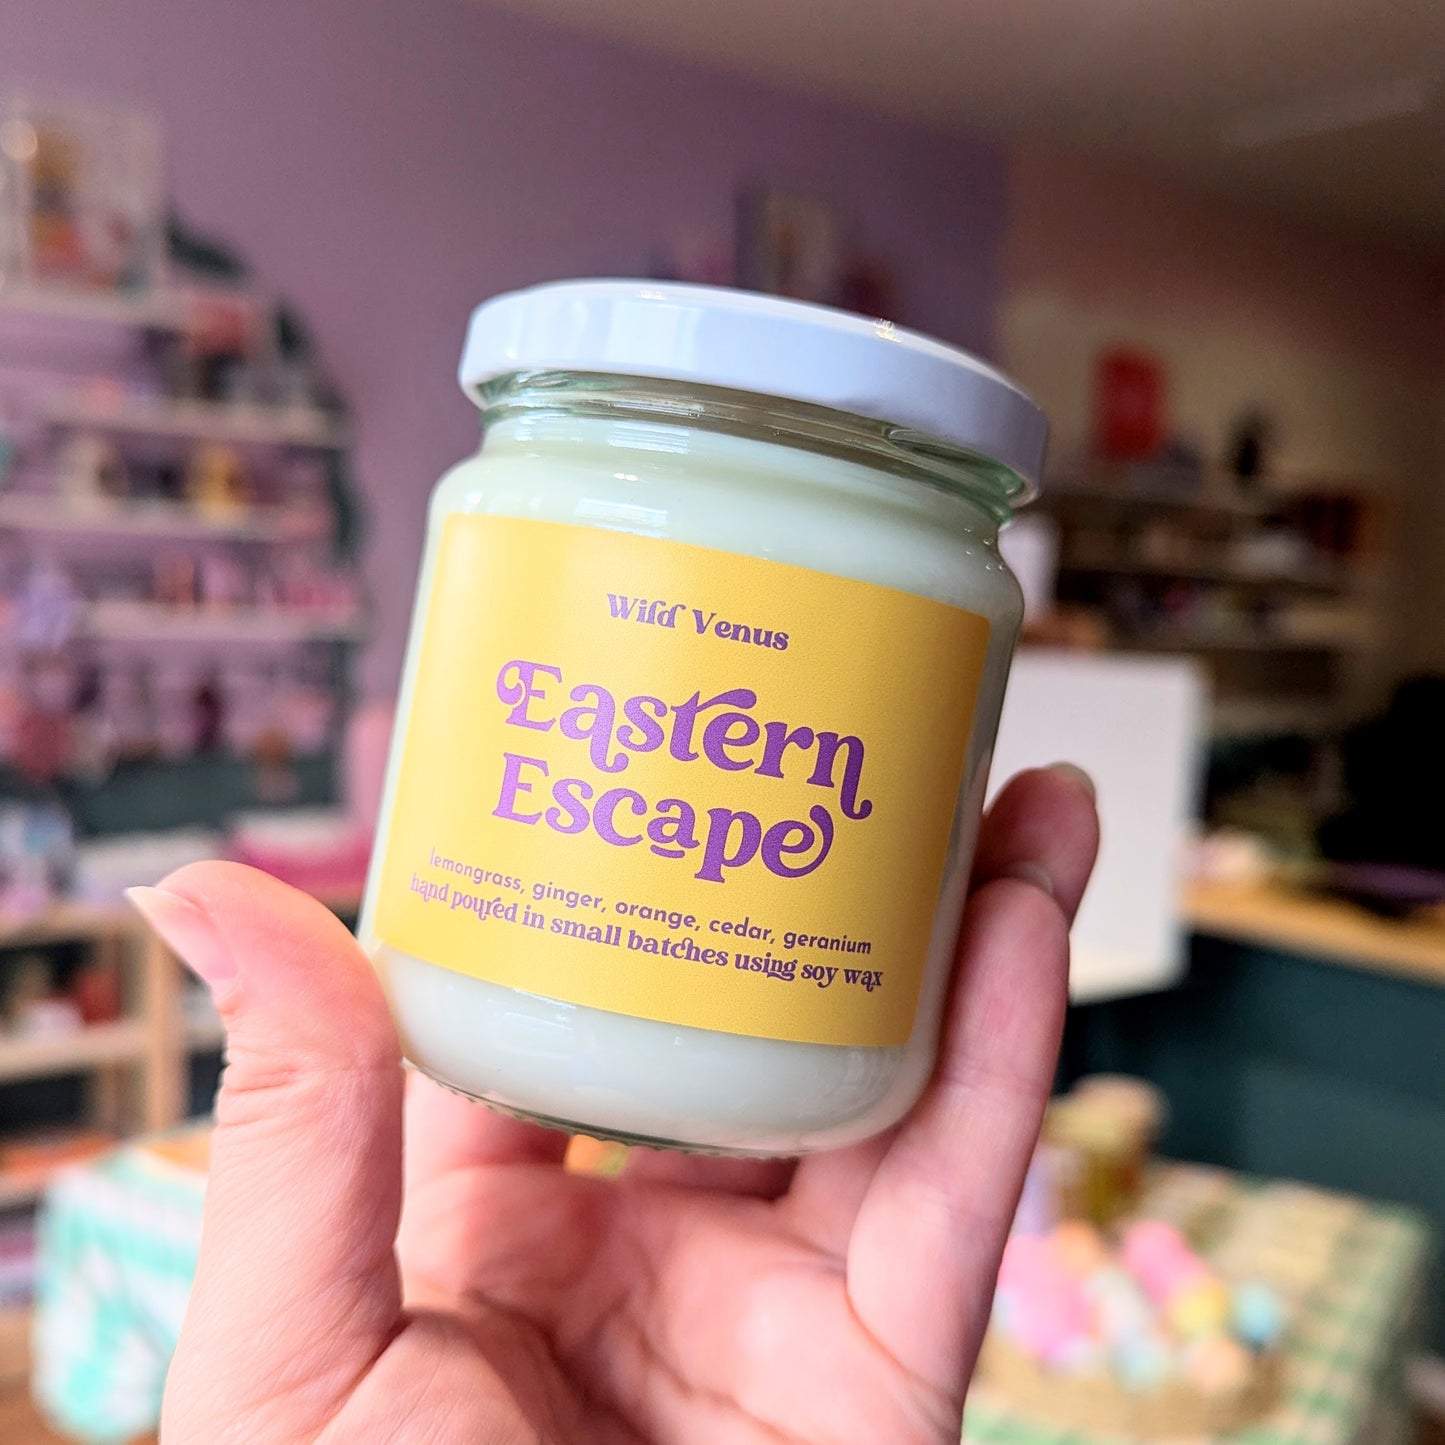 Wild Venus
Eastern
Escape
lemongrass, ginger, orange, cedar, geranium
hand poured in small batches using soy wax